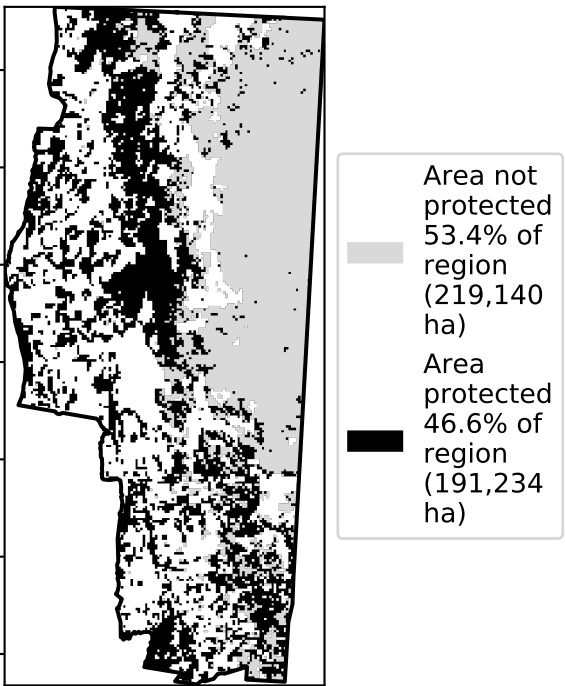 Area not
protected
53.4% of
region
(219,140
ha)
Area
protected
46.6% of
region
(191,234
ha)